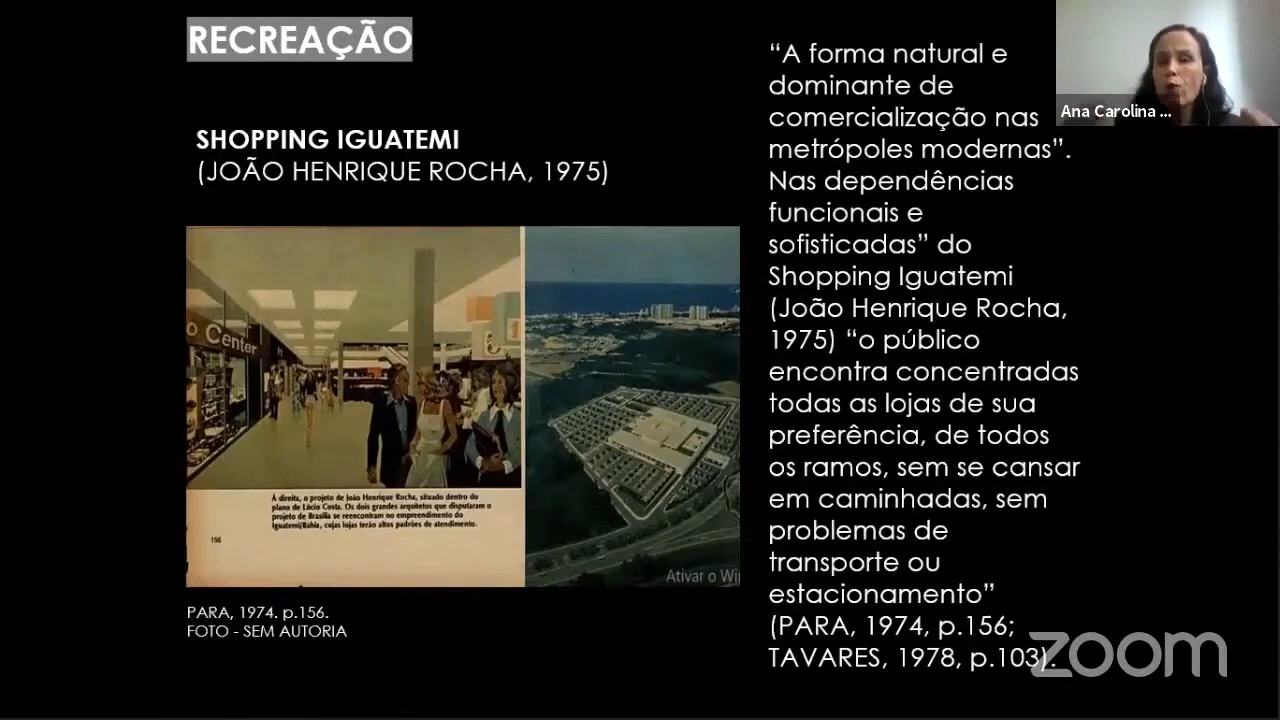 RECREAÇÃO
SHOPPING IGUATEMI
(JOÃO HENRIQUE ROCHA, 1975)
o Center
À direita, o projeto de João Henrique Rocha, situado dentro do
plano de Lúcio Costa. Os dois grandes arquitetos que disputaram o
projeto de Brasília se reencontram no empreendimento do
Iguatemi/Bahia, cujas lojas terão altos padrões de atendimento.
156
Ativar o Wi
PARA, 1974. p.156.
FOTO - SEM AUTORIA
“A forma natural e
dominante de
comercialização nas
metrópoles modernas”.
Nas dependências
funcionais e
sofisticadas” do
Shopping Iguatemi
(João Henrique Rocha,
1975) “o público
encontra concentradas
todas as lojas de sua
preferência, de todos
os ramos, sem se cansar
em caminhadas, sem
problemas de
transporte ou
estacionamento”
(PARA, 1974, p.156;
TAVARES, 1978, p.103).
Ana Carolina ...
zoom